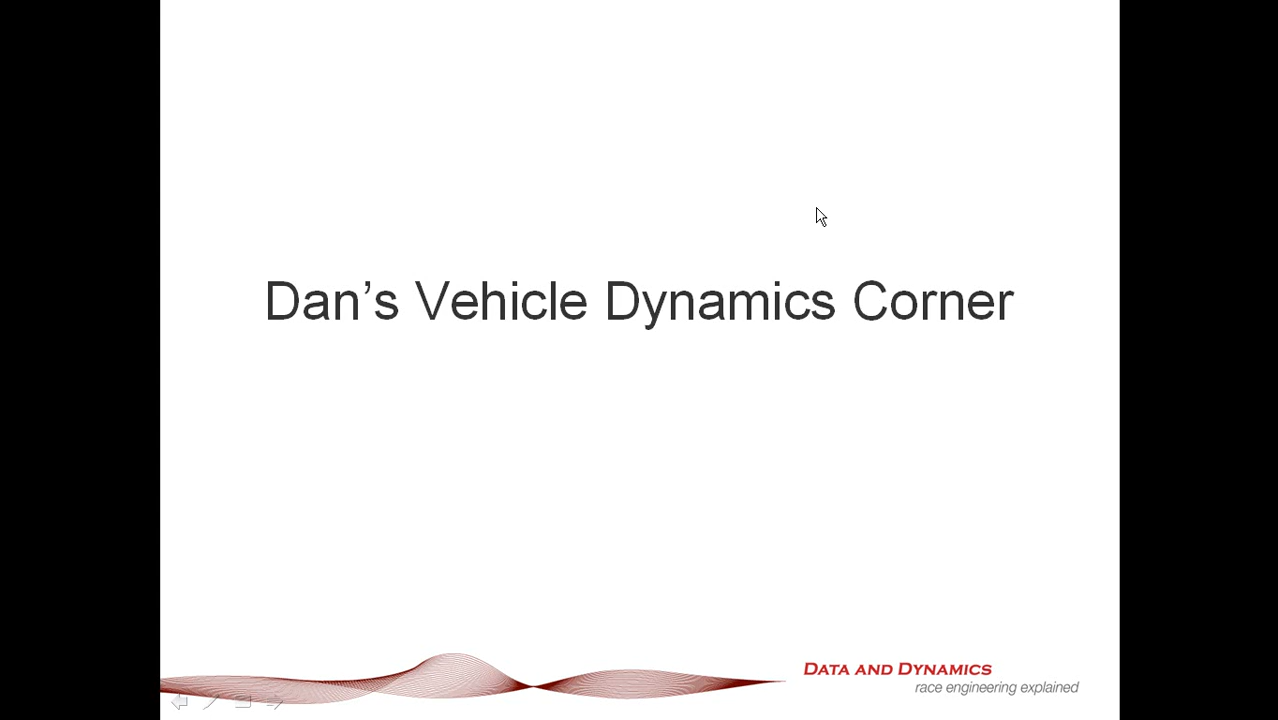 Dan’s Vehicle Dynamics Corner
DATA AND DYNAMICS
race engineering explained